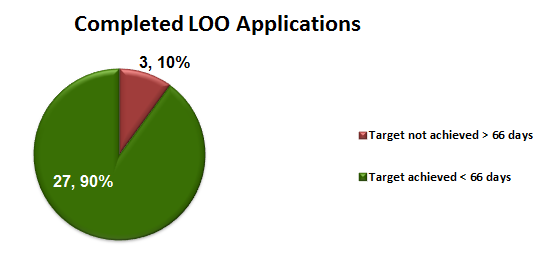 Completed LOO Applications
3, 10%
27, 90%
Target not achieved > 66 days
Target achieved < 66 days